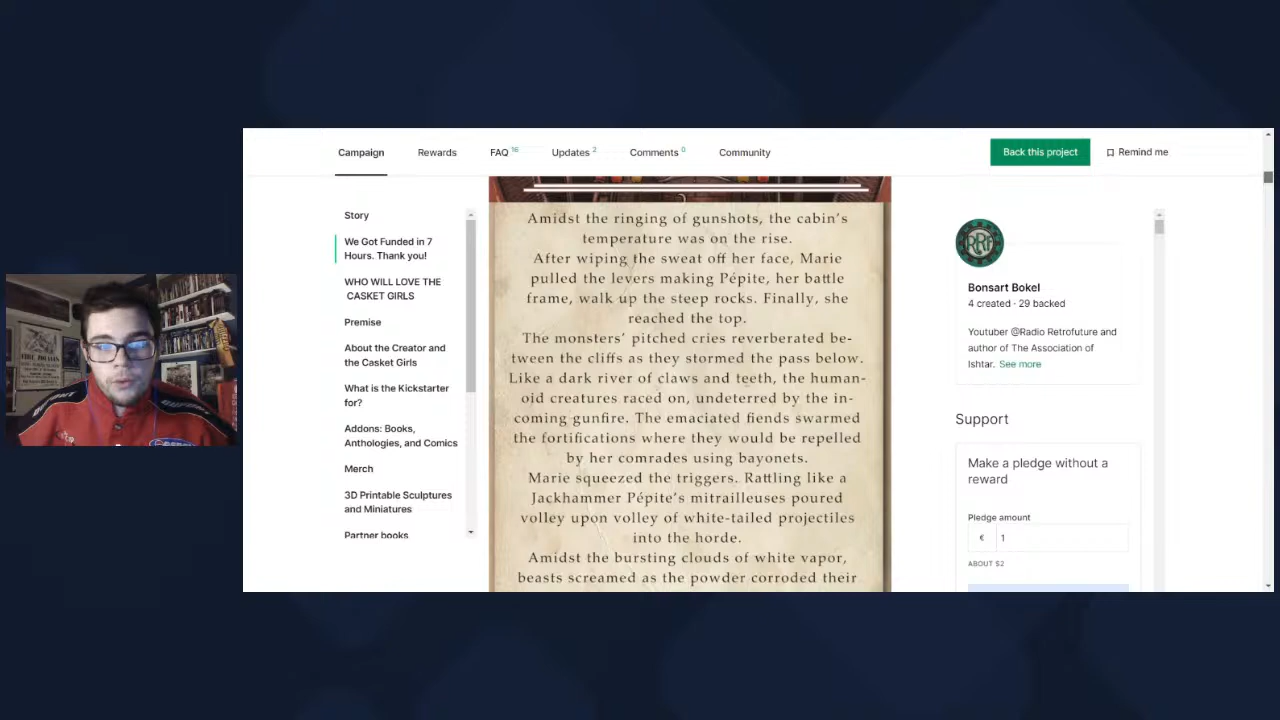 Campaign
Rewards
FAQ 16
Updates 2
Comments 0
Community
Back this project
Remind me
Story
We Got Funded in 7
Hours. Thank you!
WHO WILL LOVE THE
CASKET GIRLS
Premise
About the Creator and
the Casket Girls
What is the Kickstarter
for?
Addons: Books,
Anthologies, and Comics
Merch
3D Printable Sculptures
and Miniatures
Partner books
Amidst the ringing of gunshots, the cabin's
temperature was on the rise.
After wiping the sweat off her face, Marie
pulled the levers making Pépite, her battle
frame, walk up the steep rocks. Finally, she
reached the top.
The monsters' pitched cries reverberated be-
tween the cliffs as they stormed the pass below.
Like a dark river of claws and teeth, the human-
oid creatures raced on, undeterred by the in-
coming gunfire. The emaciated fiends swarmed
the fortifications where they would be repelled
by her comrades using bayonets.
Marie squeezed the triggers. Rattling like a
Jackhammer Pépite's mitrailleuses poured
volley upon volley of white-tailed projectiles
into the horde.
Amidst the bursting clouds of white vapor,
beasts screamed as the powder corroded their
RRF
Bonsart Bokel
4 created · 29 backed
Youtuber @Radio Retrofuture and
author of The Association of
Ishtar. See more
Support
Make a pledge without a
reward
Pledge amount
€ 1
ABOUT $2